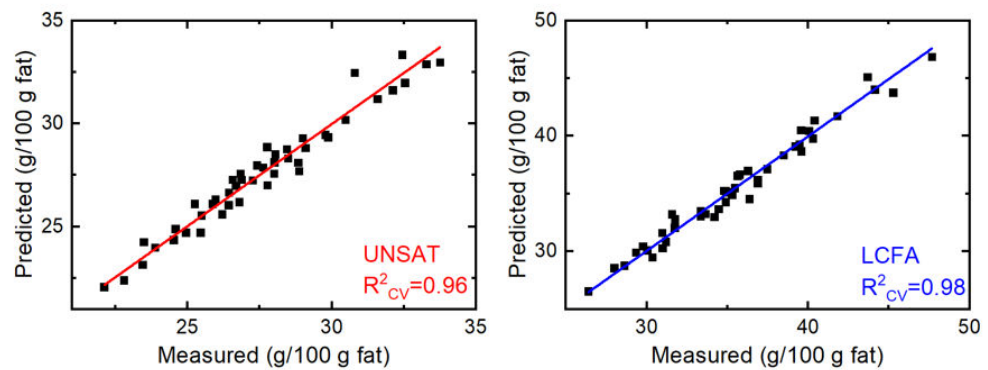 35
30
25
Predicted (g/100 g fat)
UNSAT
R²CV=0.96
25
30
35
Measured (g/100 g fat)
50
40
30
Predicted (g/100 g fat)
LCFA
R²CV=0.98
30
40
50
Measured (g/100 g fat)